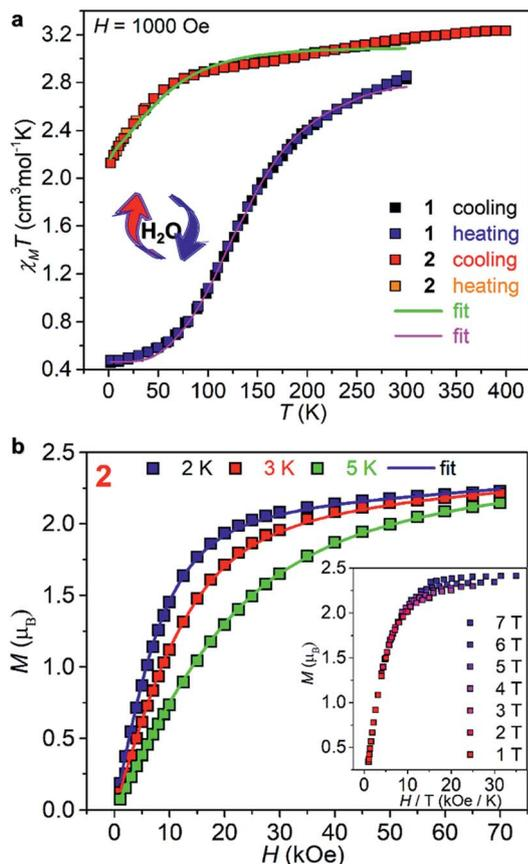 a
H = 1000 Oe
3.2
2.8
2.4
2.0
1.6
1.2
0.8
0.4
χMT (cm³mol⁻¹K)
H₂O
1 cooling
1 heating
2 cooling
2 heating
fit
fit
0 50 100 150 200 250 300 350 400
T (K)
b
2
2 K 3 K 5 K fit
2.5
2.0
1.5
1.0
0.5
0.0
M (μB)
2.5
2.0
1.5
1.0
0.5
M (μB)
7 T
6 T
5 T
4 T
3 T
2 T
1 T
0 10 20 30
H / T (kOe / K)
0 10 20 30 40 50 60 70
H (kOe)